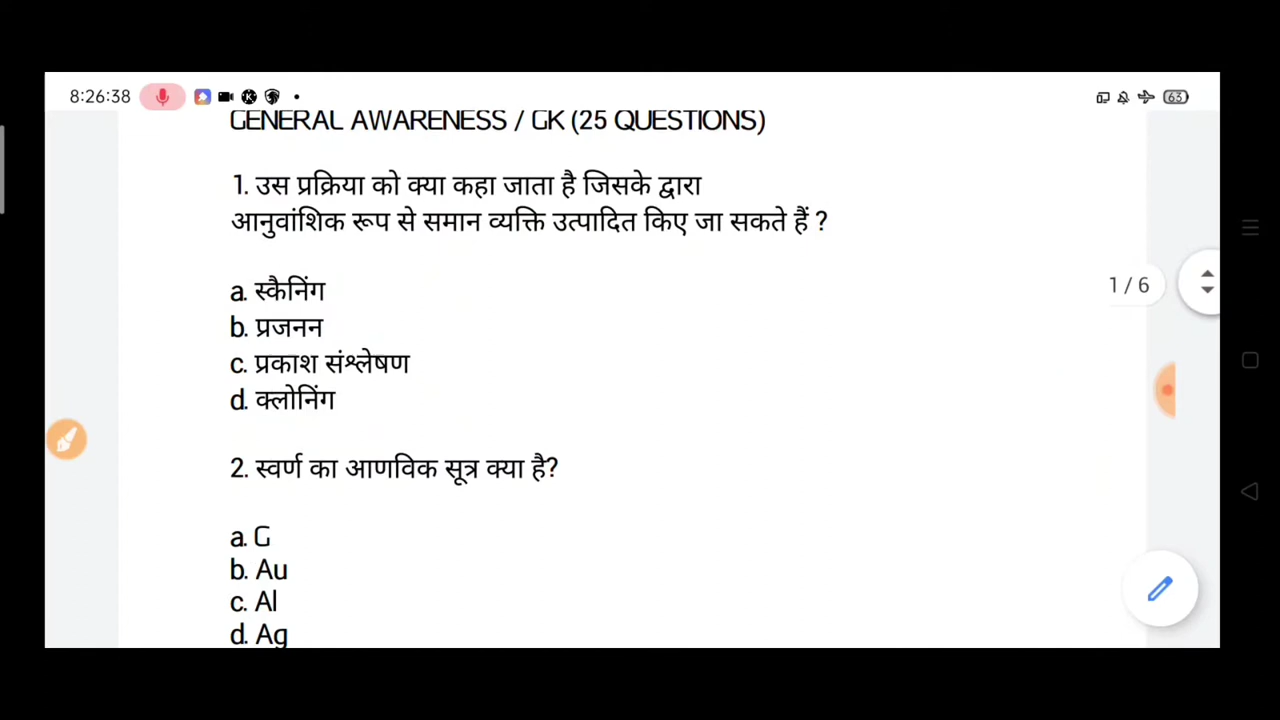 8:26:38
63
GENERAL AWARENESS / GK (25 QUESTIONS)
1. उस प्रक्रिया को क्या कहा जाता है जिसके द्वारा
आनुवांशिक रूप से समान व्यक्ति उत्पादित किए जा सकते हैं ?
1 / 6
a. स्कैनिंग
b. प्रजनन
c. प्रकाश संश्लेषण
d. क्लोनिंग
2. स्वर्ण का आणविक सूत्र क्या है?
a. G
b. Au
c. Al
d. Ag